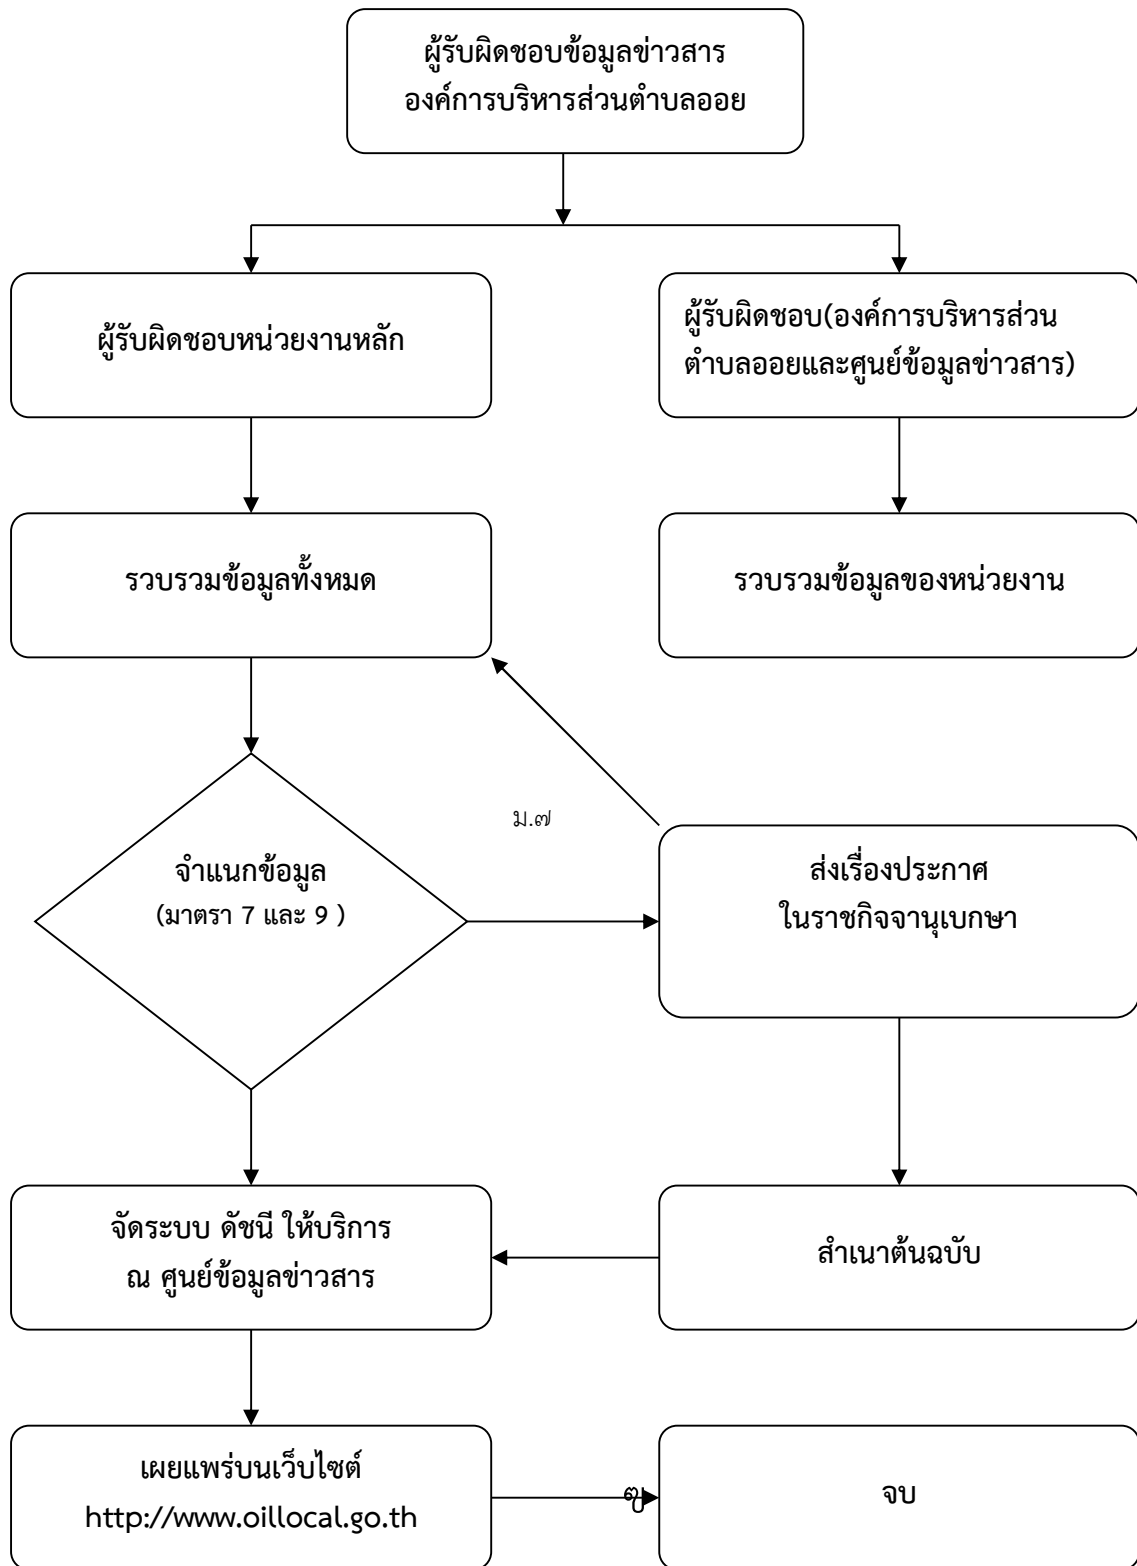 ผู้รับผิดชอบข้อมูลข่าวสาร
องค์การบริหารส่วนตำบลออย
ผู้รับผิดชอบหน่วยงานหลัก
ผู้รับผิดชอบ(องค์การบริหารส่วน
ตำบลออยและศูนย์ข้อมูลข่าวสาร)
รวบรวมข้อมูลทั้งหมด
รวบรวมข้อมูลของหน่วยงาน
ม.๗
จำแนกข้อมูล
(มาตรา 7 และ 9 )
ส่งเรื่องประกาศ
ในราชกิจจานุเบกษา
จัดระบบ ดัชนี ให้บริการ
ณ ศูนย์ข้อมูลข่าวสาร
สำเนาต้นฉบับ
เผยแพร่บนเว็บไซต์
http://www.oillocal.go.th
จบ